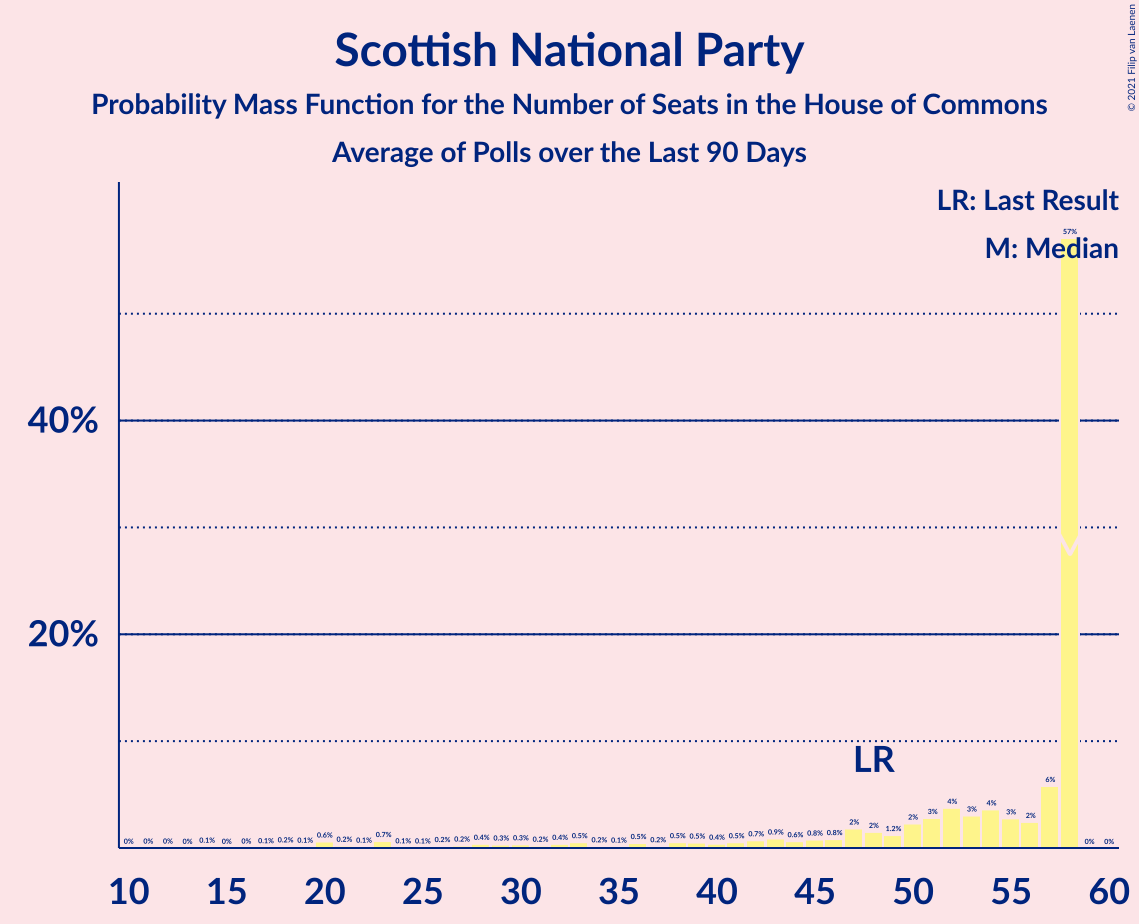 Scottish National Party
Probability Mass Function for the Number of Seats in the House of Commons
Average of Polls over the Last 90 Days
© 2021 Filip van Laenen
LR: Last Result
M: Median
57%
40%
20%
LR
0% 0% 0% 0% 0.1% 0% 0% 0.1% 0.2% 0.1% 0.6% 0.2% 0.1% 0.7% 0.1% 0.1% 0.2% 0.2% 0.4% 0.3% 0.3% 0.2% 0.4% 0.5% 0.2% 0.1% 0.5% 0.2% 0.5% 0.5% 0.4% 0.5% 0.7% 0.9% 0.6% 0.8% 0.8% 2% 2% 1.2% 2% 3% 4% 3% 4% 3% 2% 6% 0% 0%
10 15 20 25 30 35 40 45 50 55 60